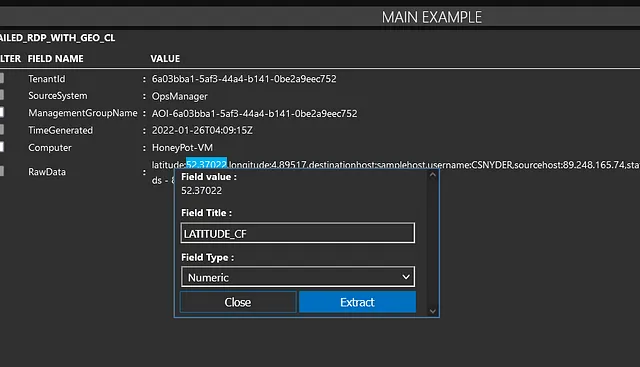 MAIN EXAMPLE
AILED_RDP_WITH_GEO_CL
LTER FIELD NAME VALUE
TenantId : 6a03bba1-5af3-44a4-b141-0be2a9eec752
SourceSystem : OpsManager
ManagementGroupName : AOI-6a03bba1-5af3-44a4-b141-0be2a9eec752
TimeGenerated : 2022-01-26T04:09:15Z
Computer : HoneyPot-VM
RawData : latitude:52.37022,longitude:4.89517,destinationhost:samplehost,username:CSNYDER,sourcehost:89.248.165.74,sta
ds - 
Field value :
52.37022
Field Title :
LATITUDE_CF
Field Type :
Numeric
Close Extract